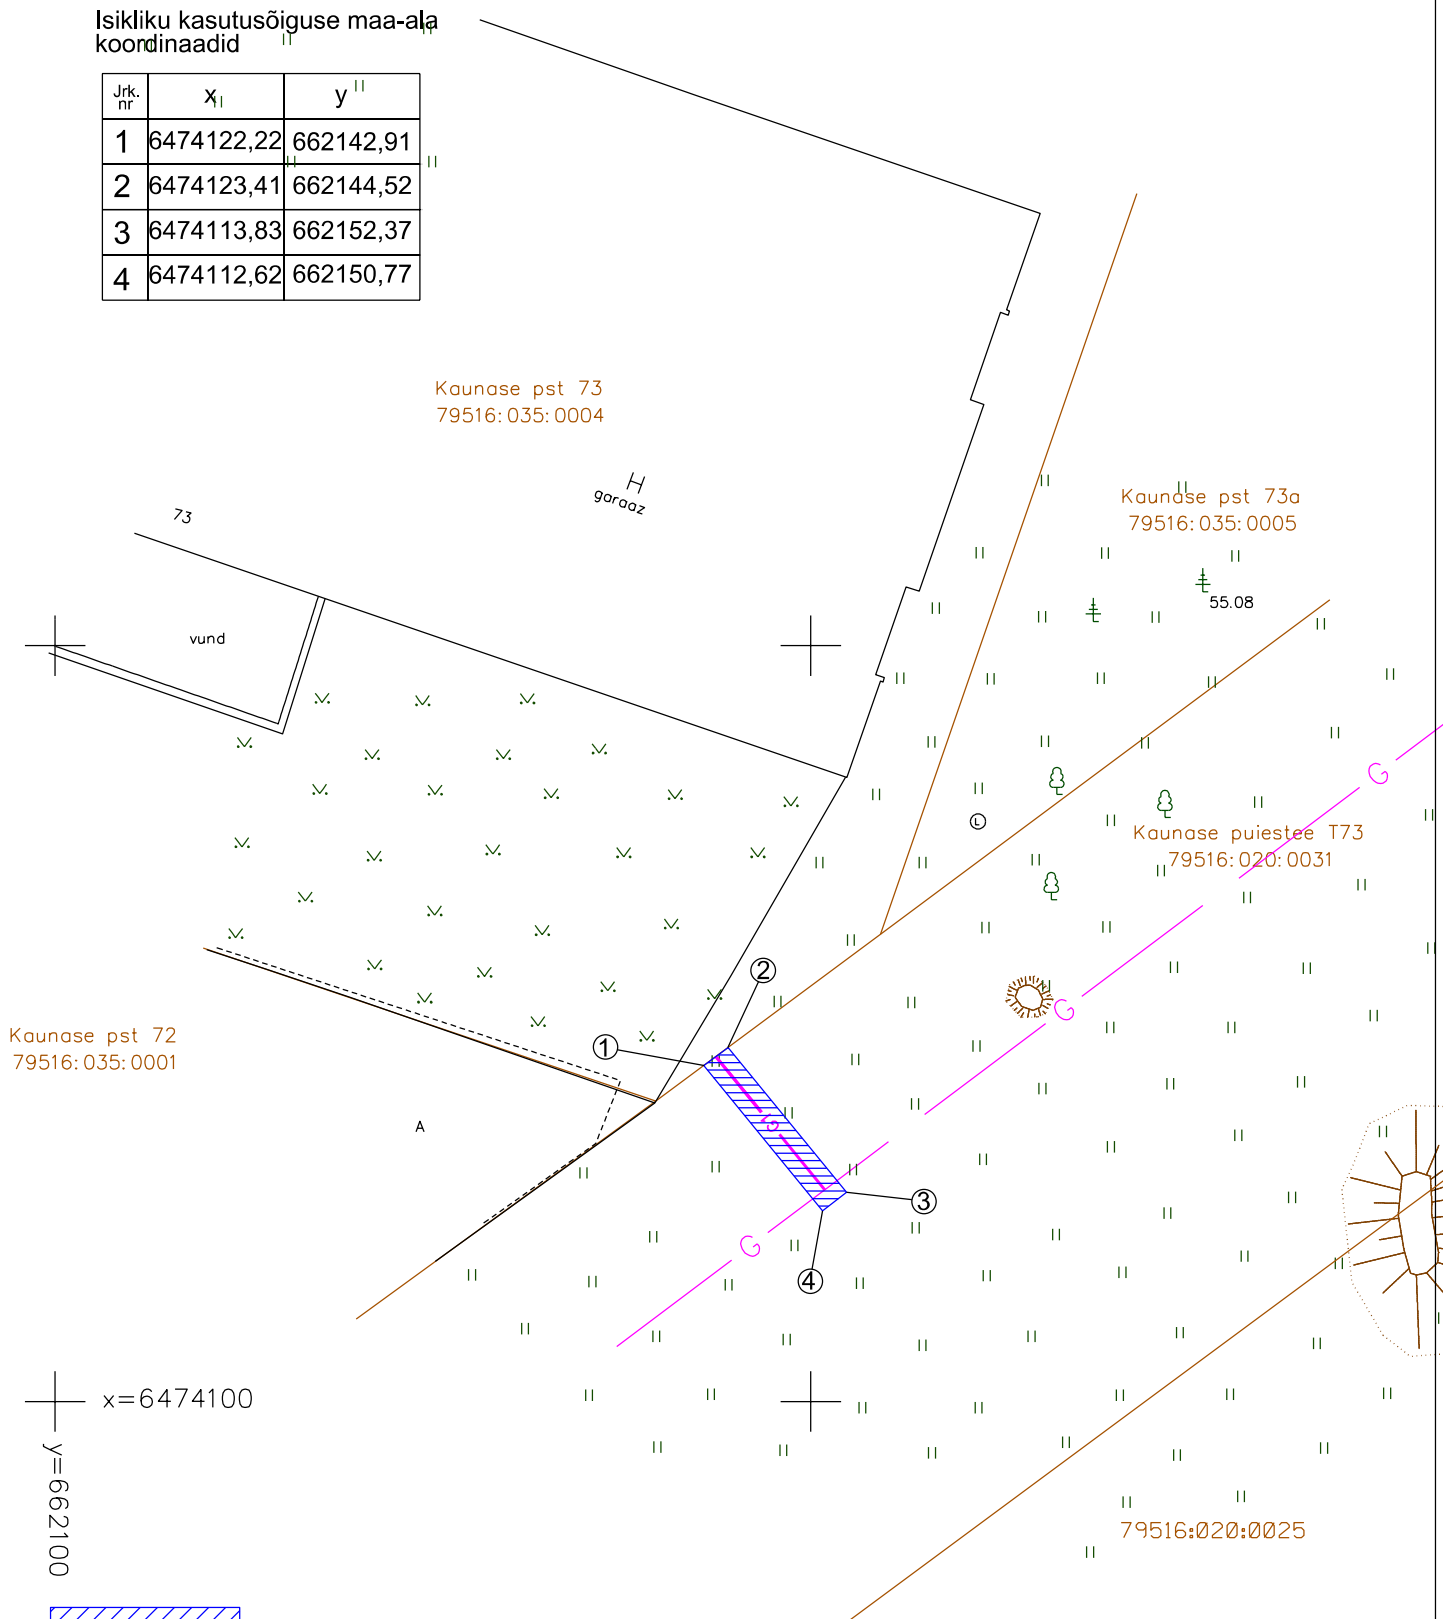 Isikliku kasutusõiguse maa-ala
koordinaadid
Jrk. nr x y
1 6474122,22 662142,91
2 6474123,41 662144,52
3 6474113,83 662152,37
4 6474112,62 662150,77
Kaunase pst 73
79516:035:0004
H
garaaz
73
vund
Kaunase pst 73a
79516:035:0005
55.08
G
L
Kaunase puiestee T73
79516:020:0031
2
G
Kaunase pst 72
79516:035:0001
1
A
G
3
G
4
x=6474100
y=662100
79516:020:0025